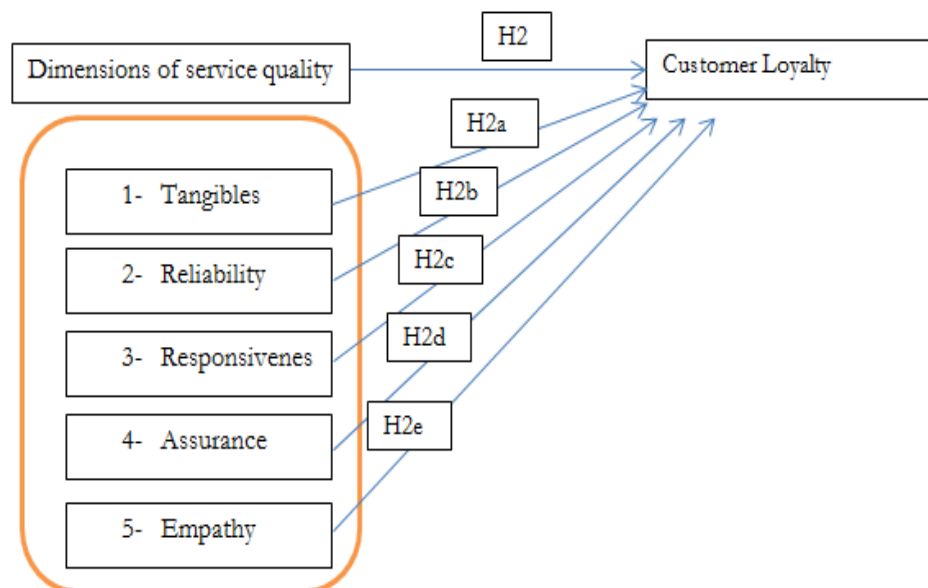 H2
Dimensions of service quality
Customer Loyalty
H2a
1- Tangibles
H2b
2- Reliability
H2c
3- Responsivenes
H2d
4- Assurance
H2e
5- Empathy